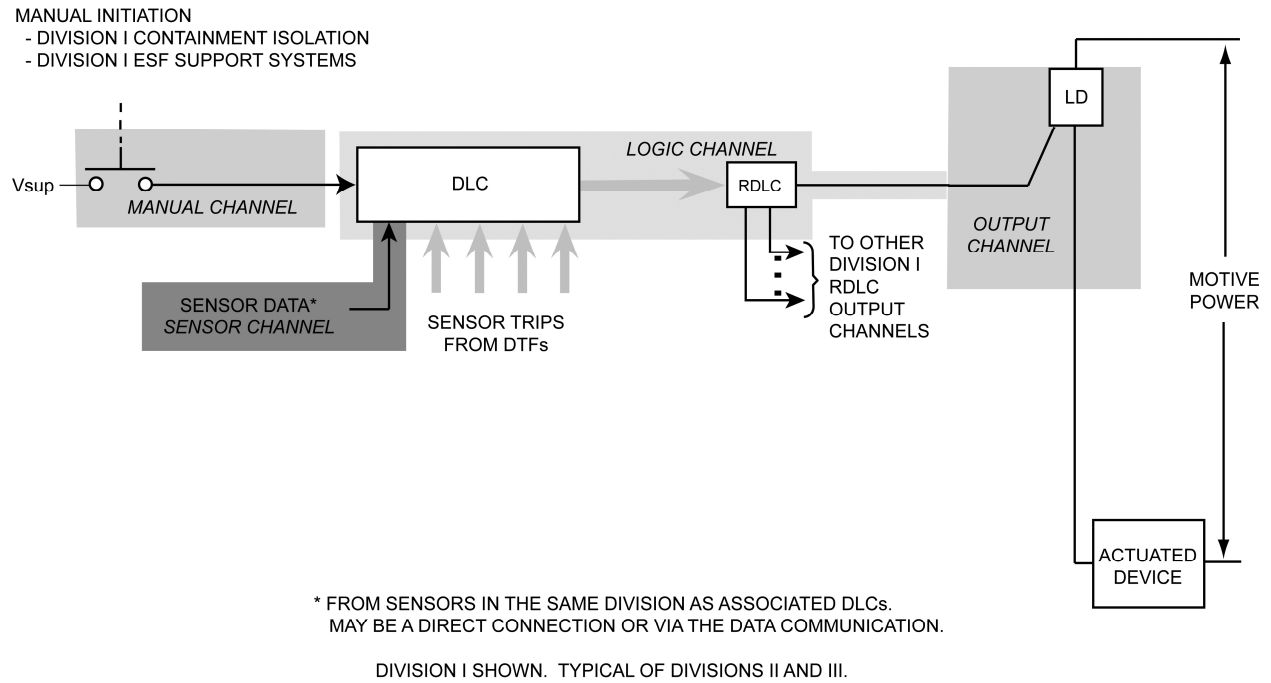 MANUAL INITIATION
- DIVISION I CONTAINMENT ISOLATION
- DIVISION I ESF SUPPORT SYSTEMS
Vsup
MANUAL CHANNEL
DLC
LOGIC CHANNEL
RDLC
LD
OUTPUT
CHANNEL
SENSOR DATA*
SENSOR CHANNEL
SENSOR TRIPS
FROM DTFs
TO OTHER
DIVISION I
RDLC
OUTPUT
CHANNELS
MOTIVE
POWER
ACTUATED
DEVICE
* FROM SENSORS IN THE SAME DIVISION AS ASSOCIATED DLCs.
MAY BE A DIRECT CONNECTION OR VIA THE DATA COMMUNICATION.
DIVISION I SHOWN. TYPICAL OF DIVISIONS II AND III.